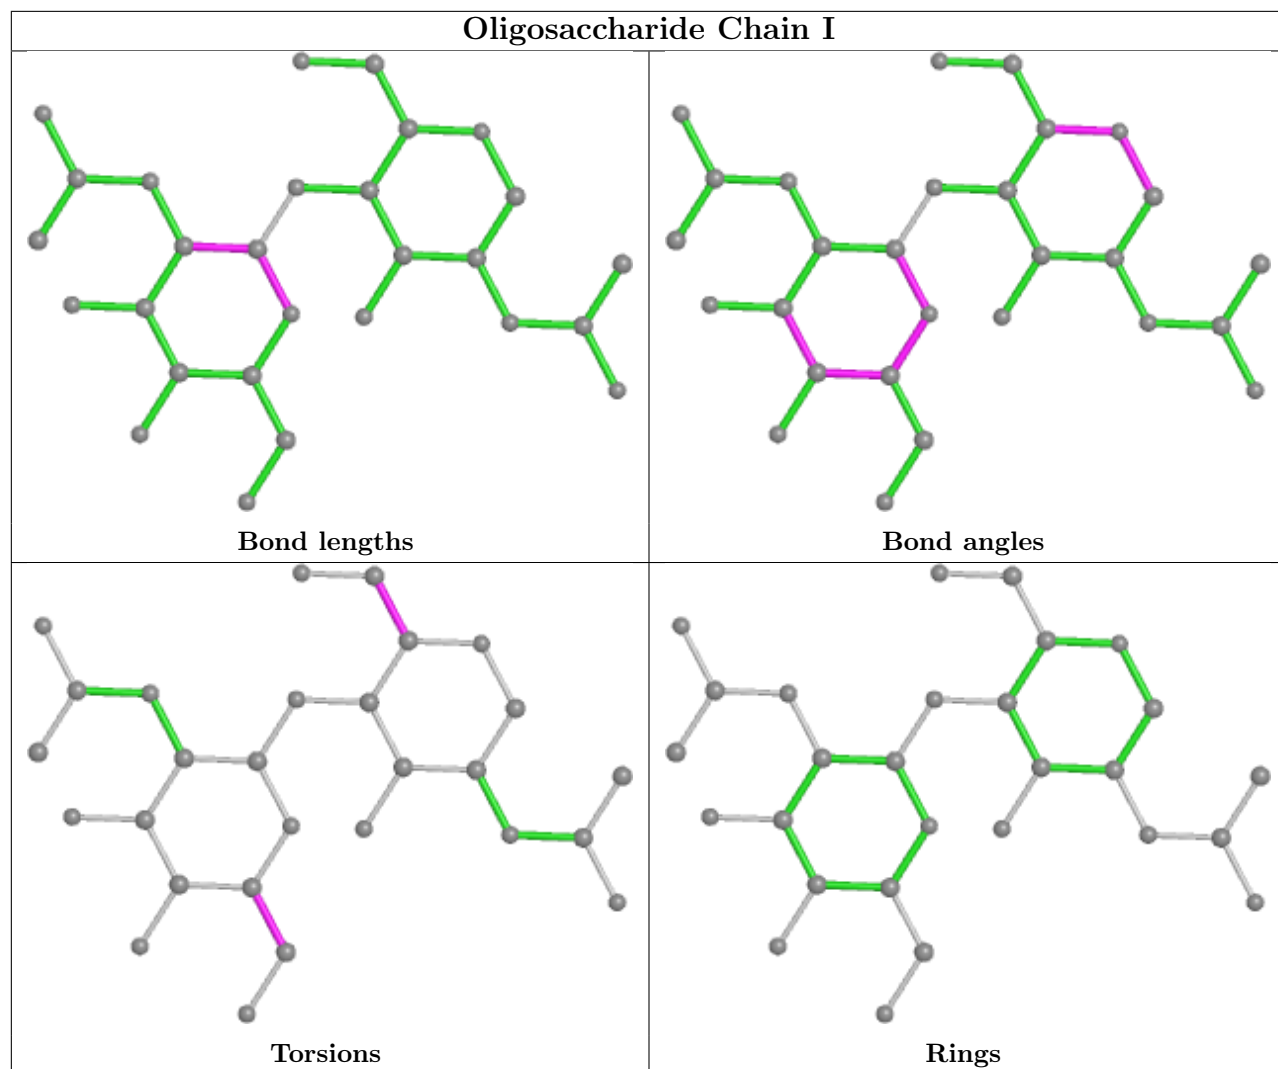 Oligosaccharide Chain I
Bond lengths
Bond angles
Torsions
Rings